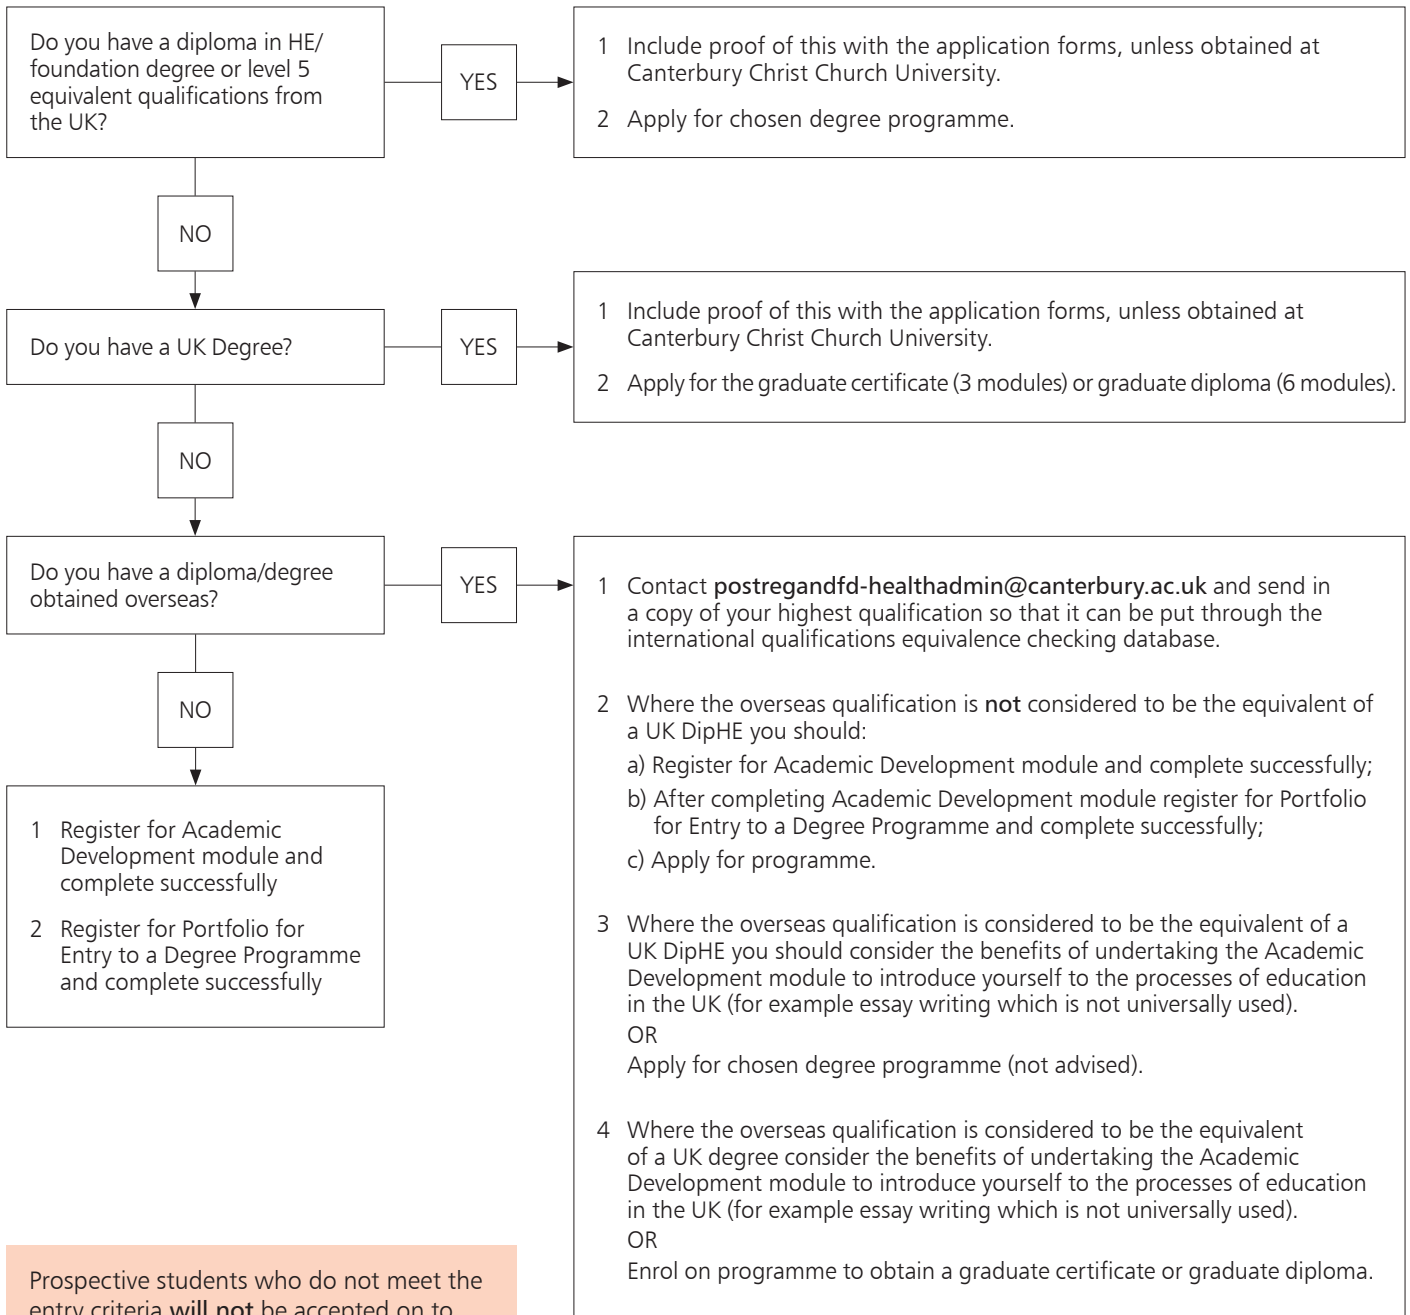 Do you have a diploma in HE/
foundation degree or level 5
equivalent qualifications from
the UK?
YES
1 Include proof of this with the application forms, unless obtained at
Canterbury Christ Church University.
2 Apply for chosen degree programme.
NO
Do you have a UK Degree?
YES
1 Include proof of this with the application forms, unless obtained at
Canterbury Christ Church University.
2 Apply for the graduate certificate (3 modules) or graduate diploma (6 modules).
NO
Do you have a diploma/degree
obtained overseas?
YES
1 Contact postregandfd-healthadmin@canterbury.ac.uk and send in
a copy of your highest qualification so that it can be put through the
international qualifications equivalence checking database.
2 Where the overseas qualification is not considered to be the equivalent of
a UK DipHE you should:
a) Register for Academic Development module and complete successfully;
b) After completing Academic Development module register for Portfolio
for Entry to a Degree Programme and complete successfully;
c) Apply for programme.
3 Where the overseas qualification is considered to be the equivalent of a
UK DipHE you should consider the benefits of undertaking the Academic
Development module to introduce yourself to the processes of education
in the UK (for example essay writing which is not universally used).
OR
Apply for chosen degree programme (not advised).
4 Where the overseas qualification is considered to be the equivalent
of a UK degree consider the benefits of undertaking the Academic
Development module to introduce yourself to the processes of education
in the UK (for example essay writing which is not universally used).
OR
Enrol on programme to obtain a graduate certificate or graduate diploma.
NO
1 Register for Academic
Development module and
complete successfully
2 Register for Portfolio for
Entry to a Degree Programme
and complete successfully
Prospective students who do not meet the
entry criteria will not be accepted on to